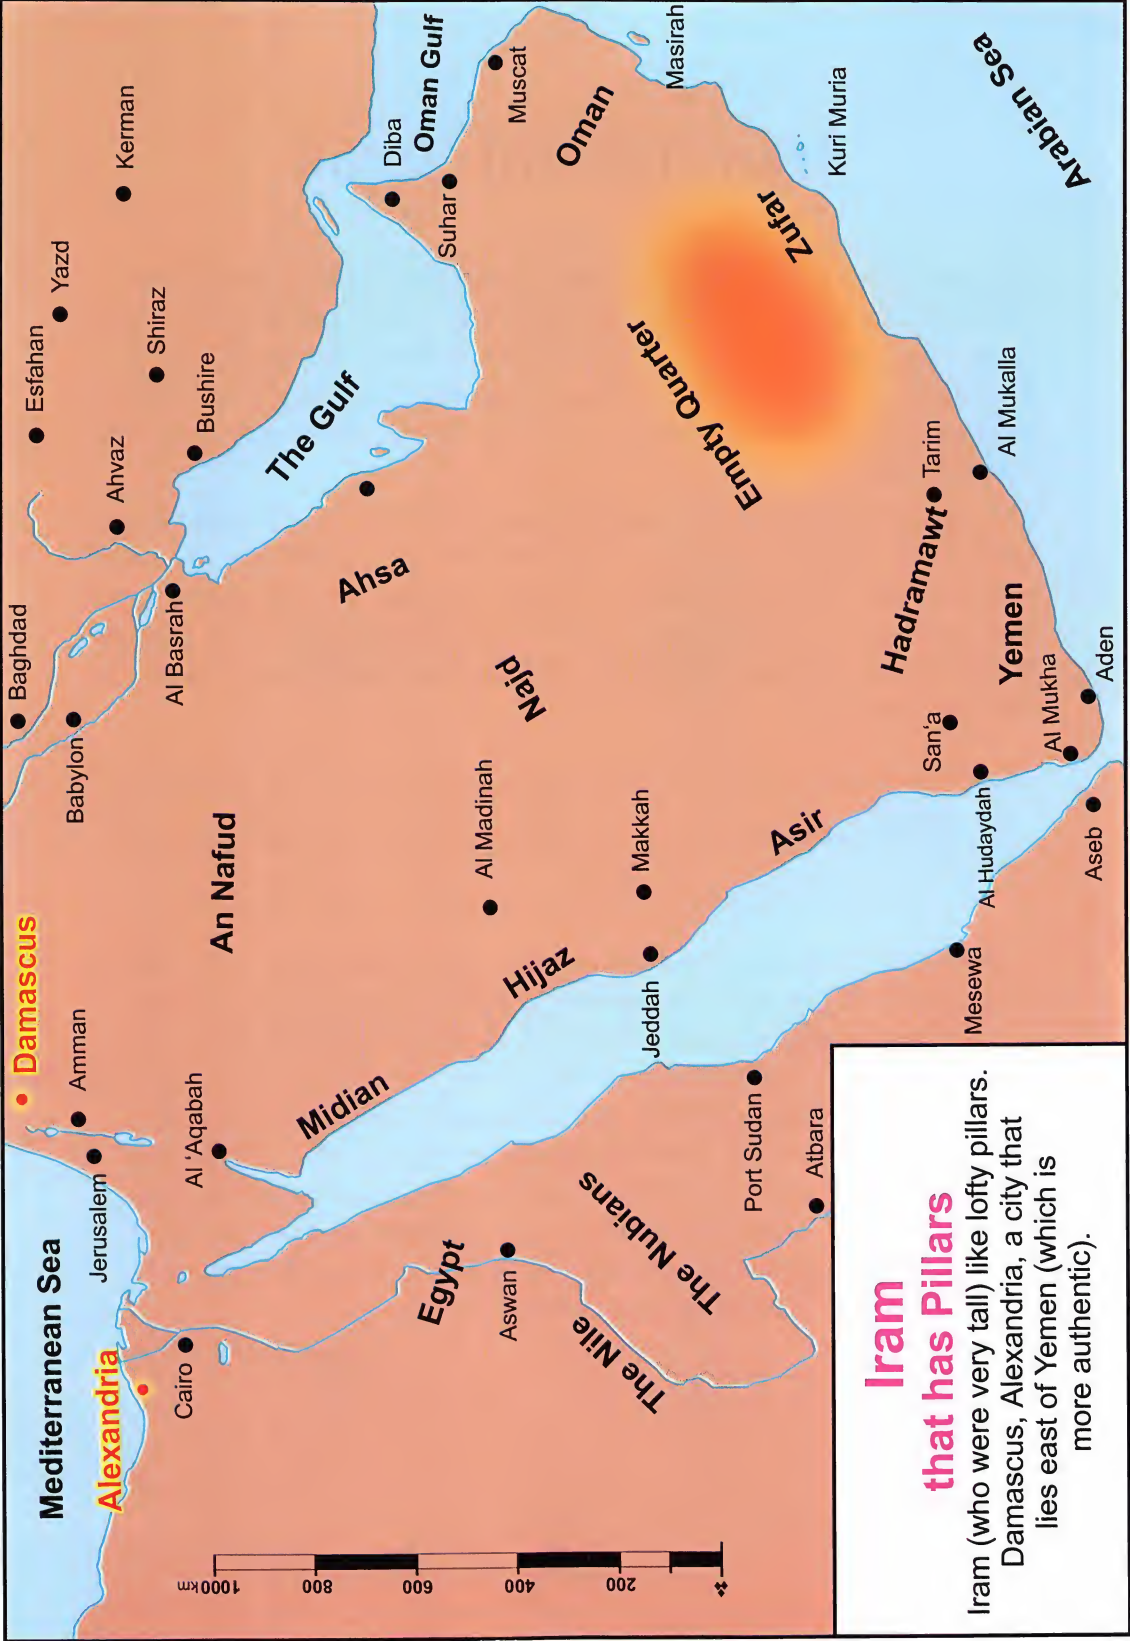 Mediterranean Sea
Alexandria
Damascus
Baghdad
Esfahan
Yazd
Kerman
Jerusalem
Amman
Babylon
Ahvaz
Shiraz
Cairo
Al 'Aqabah
An Nafud
Al Basrah
Bushire
1000km
800
600
400
200
The Gulf
Midian
Ahsa
Diba
Oman Gulf
Suhar
Muscat
Egypt
Aswan
Al Madinah
Najd
Hijaz
Oman
The Nile
The Nubians
Jeddah
Makkah
Empty Quarter
Masirah
Port Sudan
Asir
Zufar
Atbara
Kuri Muria
Hadramawt
Tarim
San'a
Mesewa
Al Hudaydah
Yemen
Al Mukalla
Arabian Sea
Al Mukha
Aseb
Aden
Iram
that has Pillars
Iram (who were very tall) like lofty pillars.
Damascus, Alexandria, a city that
lies east of Yemen (which is
more authentic).